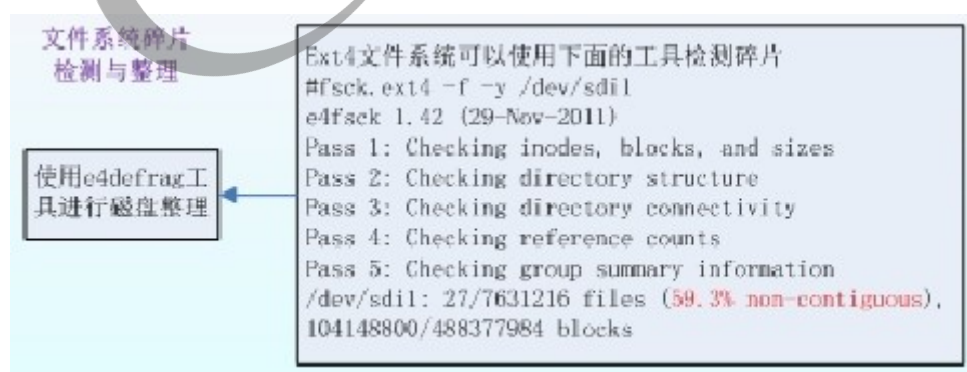 文件系统碎片
检测与整理
Ext4文件系统可以使用下面的工具检测碎片
#fsck.ext4 -f -y /dev/sdi1
e4fsck 1.42 (29-Nov-2011)
Pass 1: Checking inodes, blocks, and sizes
Pass 2: Checking directory structure
Pass 3: Checking directory connectivity
Pass 4: Checking reference counts
Pass 5: Checking group summary information
/dev/sdi1: 27/7631216 files (59.3% non-contiguous),
104148800/488377984 blocks
使用e4defrag工
具进行磁盘整理